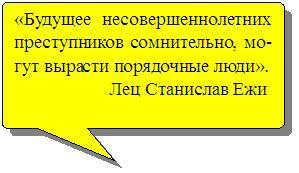 «Будущее несовершеннолетних
преступников сомнительно, мо-
гут вырасти порядочные люди».
Лец Станислав Ежи